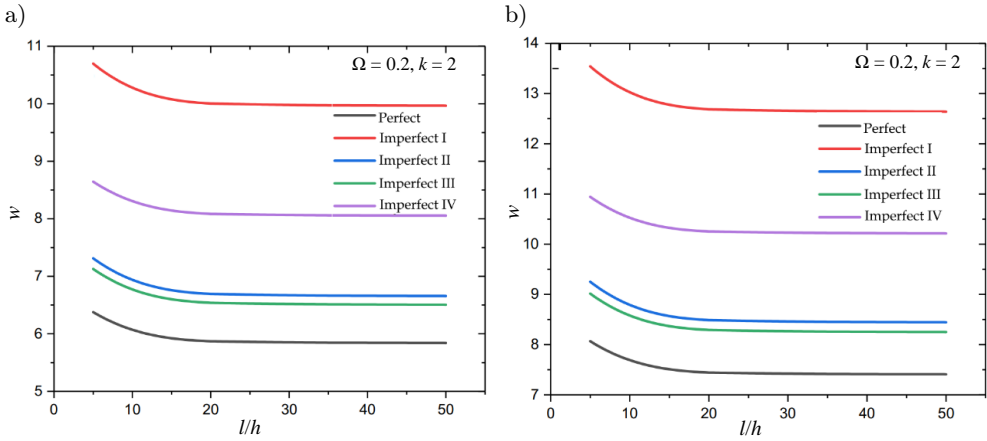 a)
11
10
9
8
7
6
5
w
Ω = 0.2, k = 2
Perfect
Imperfect I
Imperfect II
Imperfect III
Imperfect IV
0 10 20 30 40 50
l/h
b)
14
13
12
11
10
9
8
7
w
Ω = 0.2, k = 2
Perfect
Imperfect I
Imperfect II
Imperfect III
Imperfect IV
0 10 20 30 40 50
l/h